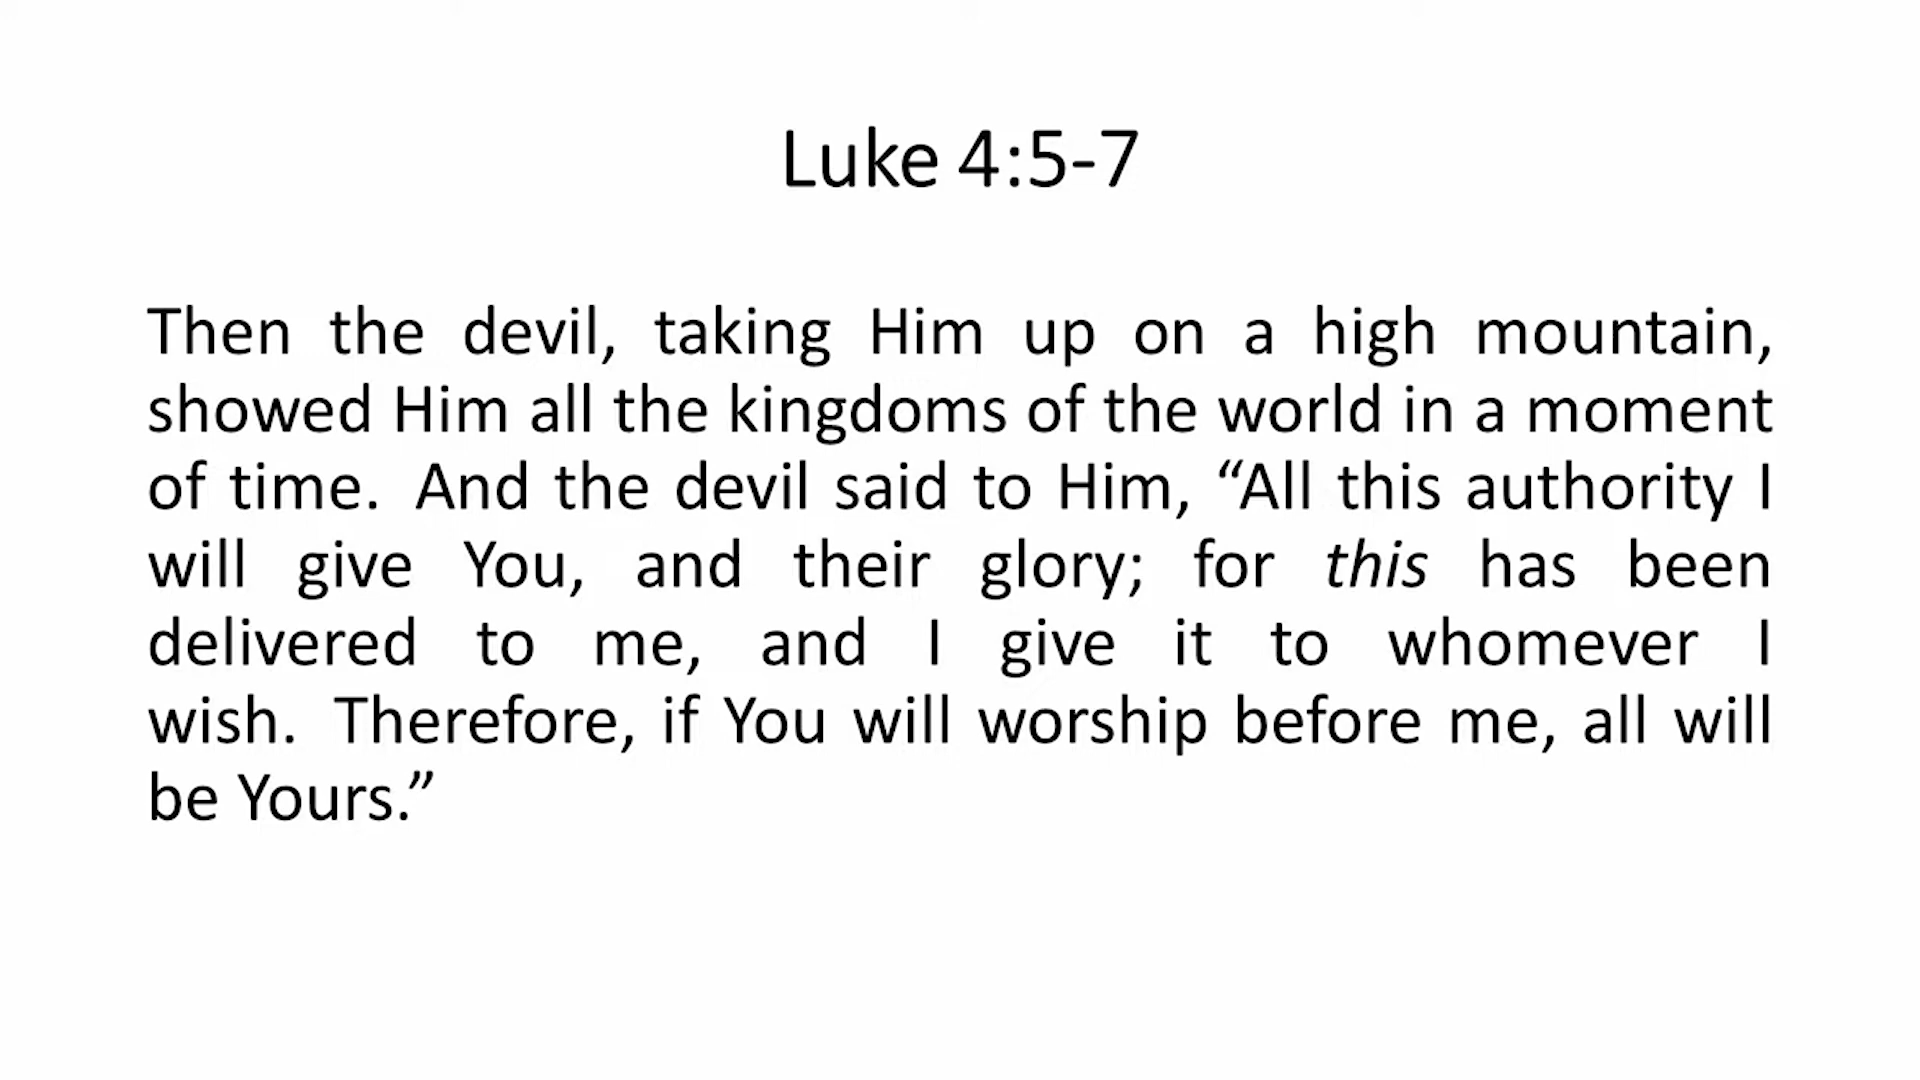 Luke 4:5-7
Then the devil, taking Him up on a high mountain,
showed Him all the kingdoms of the world in a moment
of time. And the devil said to Him, “All this authority I
will give You, and their glory; for this has been
delivered to me, and I give it to whomever I
wish. Therefore, if You will worship before me, all will
be Yours.”